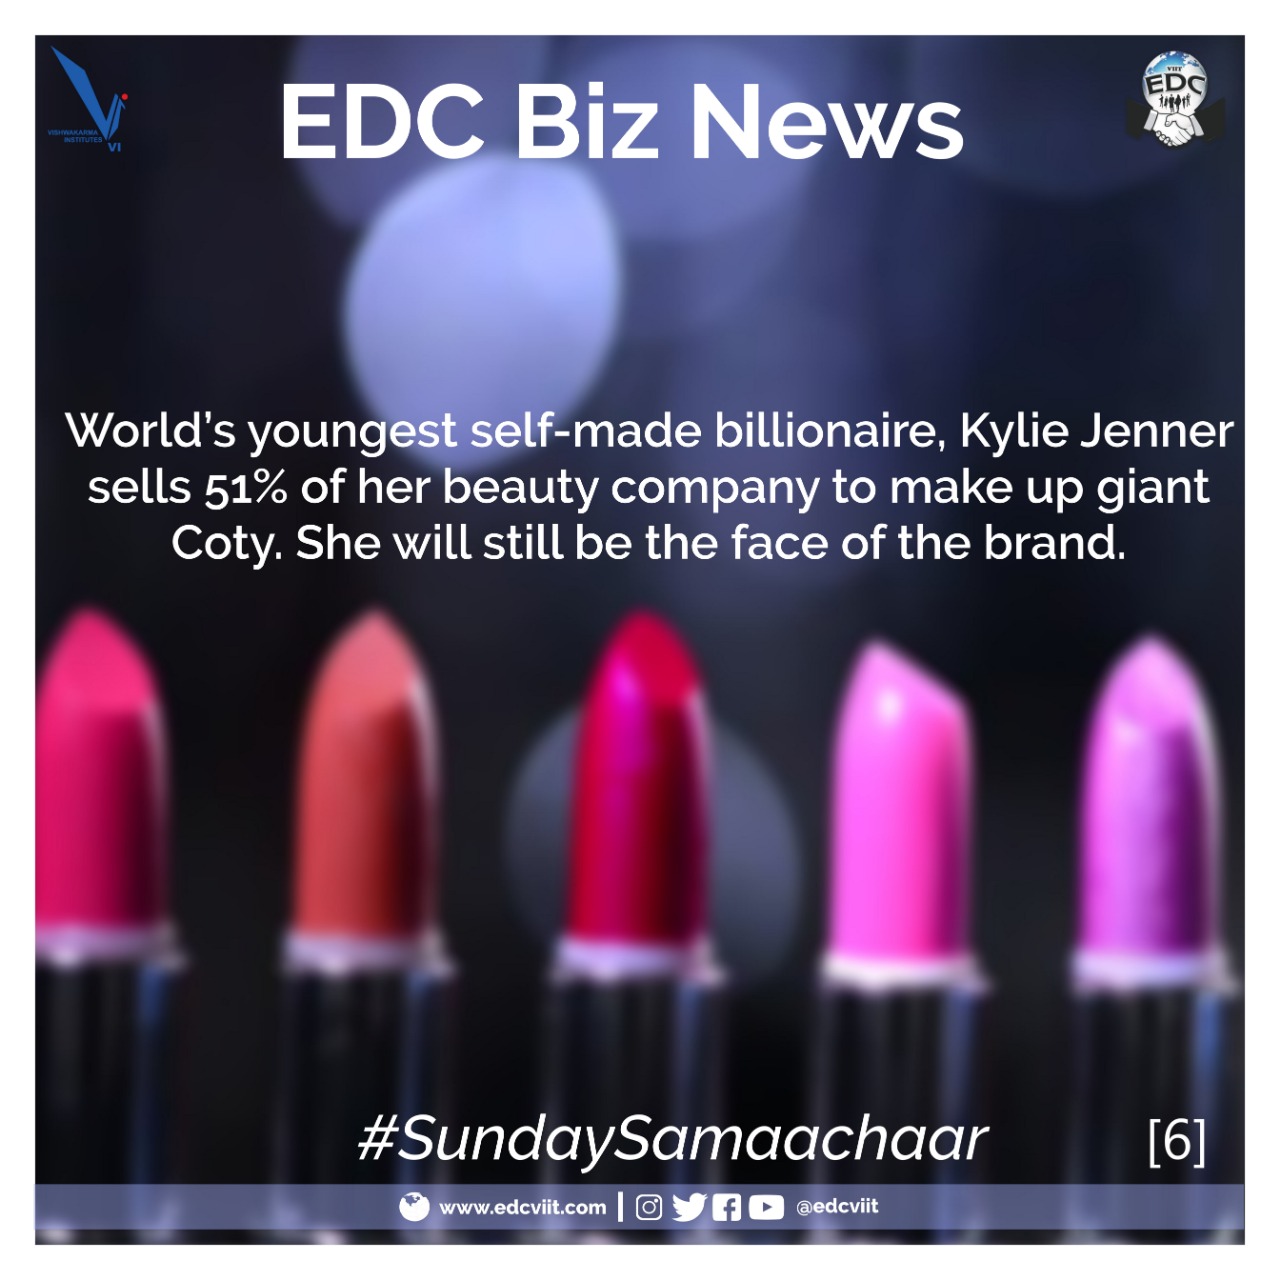 EDC Biz News
VISHWAKARMA
INSTITUTES
VI
VIIT
EDC
World's youngest self-made billionaire, Kylie Jenner
sells 51% of her beauty company to make up giant
Coty. She will still be the face of the brand.
#SundaySamaachaar
[6]
www.edcviit.com | @edcviit